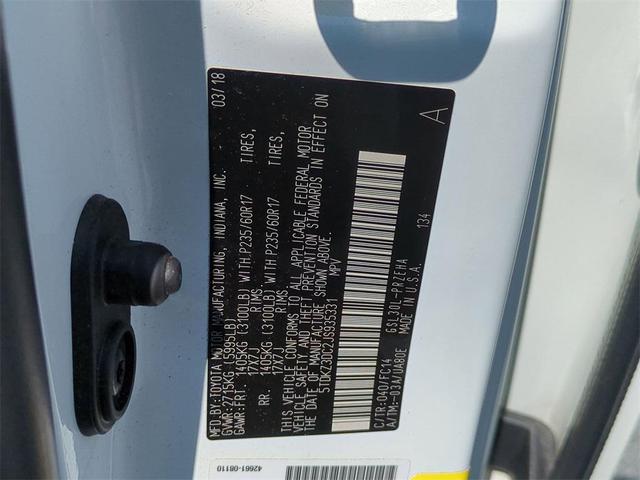 MFD.BY:TOYOTA MOTOR MANUFACTURING, INDIANA, INC. 03/18
GVWR:2715KG(5995LB)
GAWR:FRT. 1405KG(3100LB) WITH P235/60R17 TIRES,
17X7J RIMS,
RR. 1405KG(3100LB) WITH P235/60R17 TIRES,
17X7J RIMS.
THIS VEHICLE CONFORMS TO ALL APPLICABLE FEDERAL MOTOR
VEHICLE SAFETY AND THEFT PREVENTION STANDARDS IN EFFECT ON
THE DATE OF MANUFACTURE SHOWN ABOVE.
5TDKZ3DC2JS935331 MPV
A
C/TR:040/FC14 GSL30L-PRZEKA 134
A/TM:-03A/UA80E MADE IN U.S.A.
42661-08110